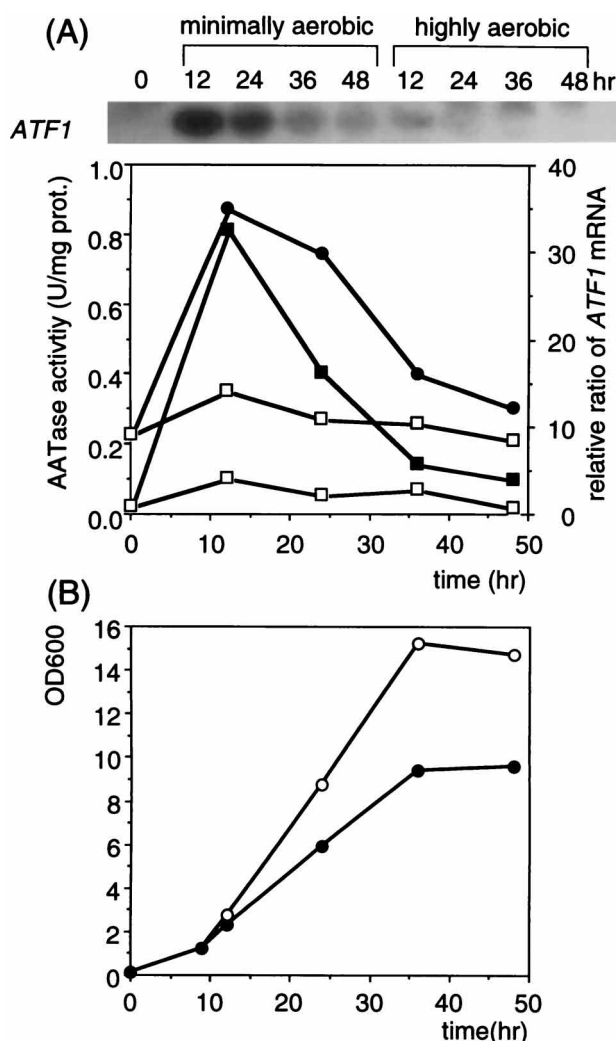 (A)
minimally aerobic highly aerobic
0 12 24 36 48 12 24 36 48 hr
ATF1
AATase activtiy (U/mg prot.)
1.0
0.8
0.6
0.4
0.2
0.0
40
30
20
10
0
relative ratio of ATF1 mRNA
0 10 20 30 40 50
time (hr)
(B)
OD600
16
14
12
10
8
6
4
2
0
0 10 20 30 40 50
time(hr)